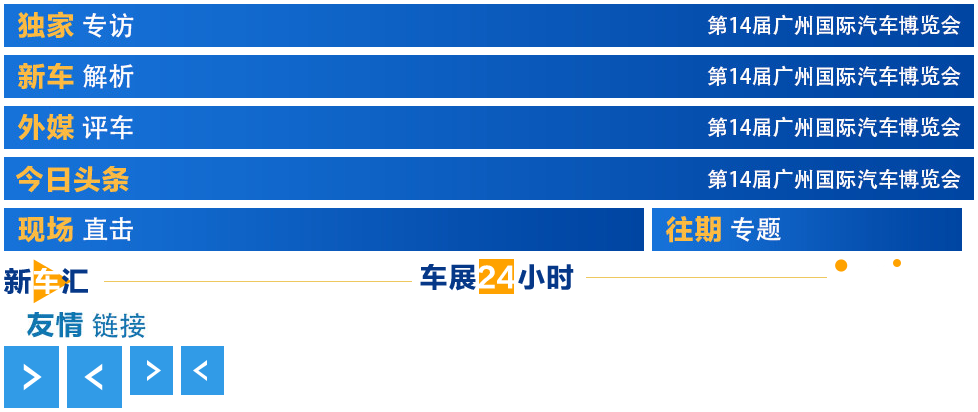 独家 专访 第14届广州国际汽车博览会
新车 解析 第14届广州国际汽车博览会
外媒 评车 第14届广州国际汽车博览会
今日头条 第14届广州国际汽车博览会
现场 直击 往期 专题
新车汇 车展24小时
友情 链接